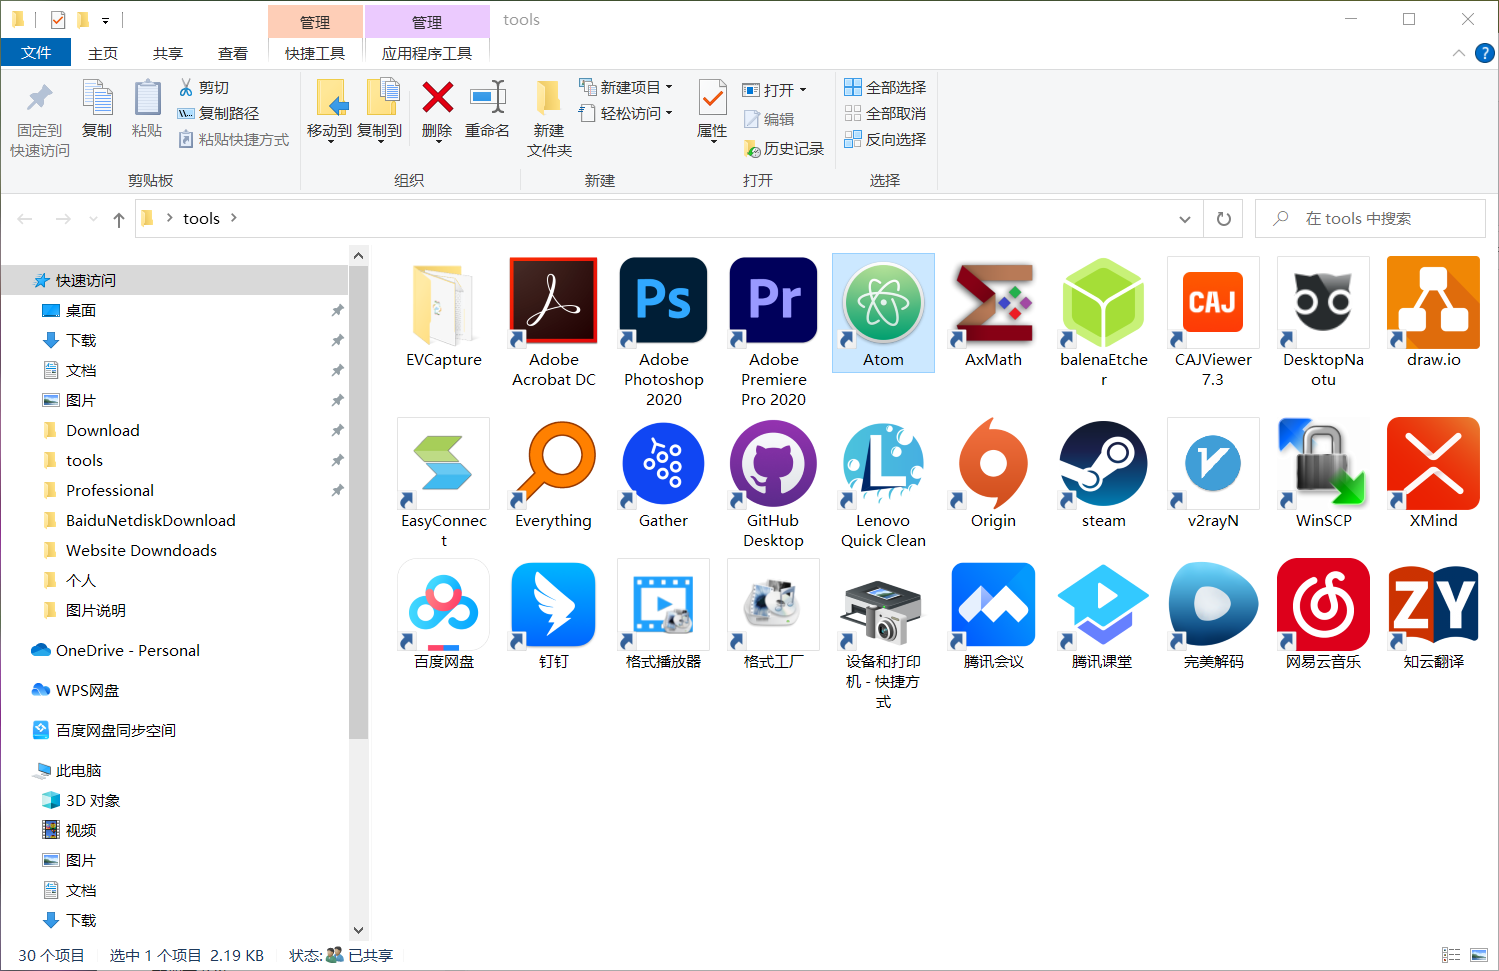 管理
管理
tools
文件
主页
共享
查看
快捷工具
应用程序工具
固定到
快速访问
复制
粘贴
剪切
复制路径
粘贴快捷方式
剪贴板
移动到
复制到
删除
重命名
组织
新建
文件夹
新建项目
轻松访问
新建
属性
打开
编辑
历史记录
打开
全部选择
全部取消
反向选择
选择
tools
在 tools 中搜索
快速访问
桌面
下载
文档
图片
Download
tools
Professional
BaiduNetdiskDownload
Website Downdoads
个人
图片说明
OneDrive - Personal
WPS网盘
百度网盘同步空间
此电脑
3D 对象
视频
图片
文档
下载
EVCapture
Adobe
Acrobat DC
Ps
Adobe
Photoshop
2020
Pr
Adobe
Premiere
Pro 2020
Atom
AxMath
balenaEtche
r
CAJ
CAJViewer
7.3
DesktopNa
otu
draw.io
EasyConnec
t
Everything
Gather
GitHub
Desktop
L
Lenovo
Quick Clean
Origin
steam
V
v2rayN
WinSCP
XMind
百度网盘
钉钉
格式播放器
格式工厂
设备和打印
机 - 快捷方
式
腾讯会议
腾讯课堂
完美解码
网易云音乐
ZY
知云翻译
30 个项目
选中 1 个项目 2.19 KB
状态:
已共享